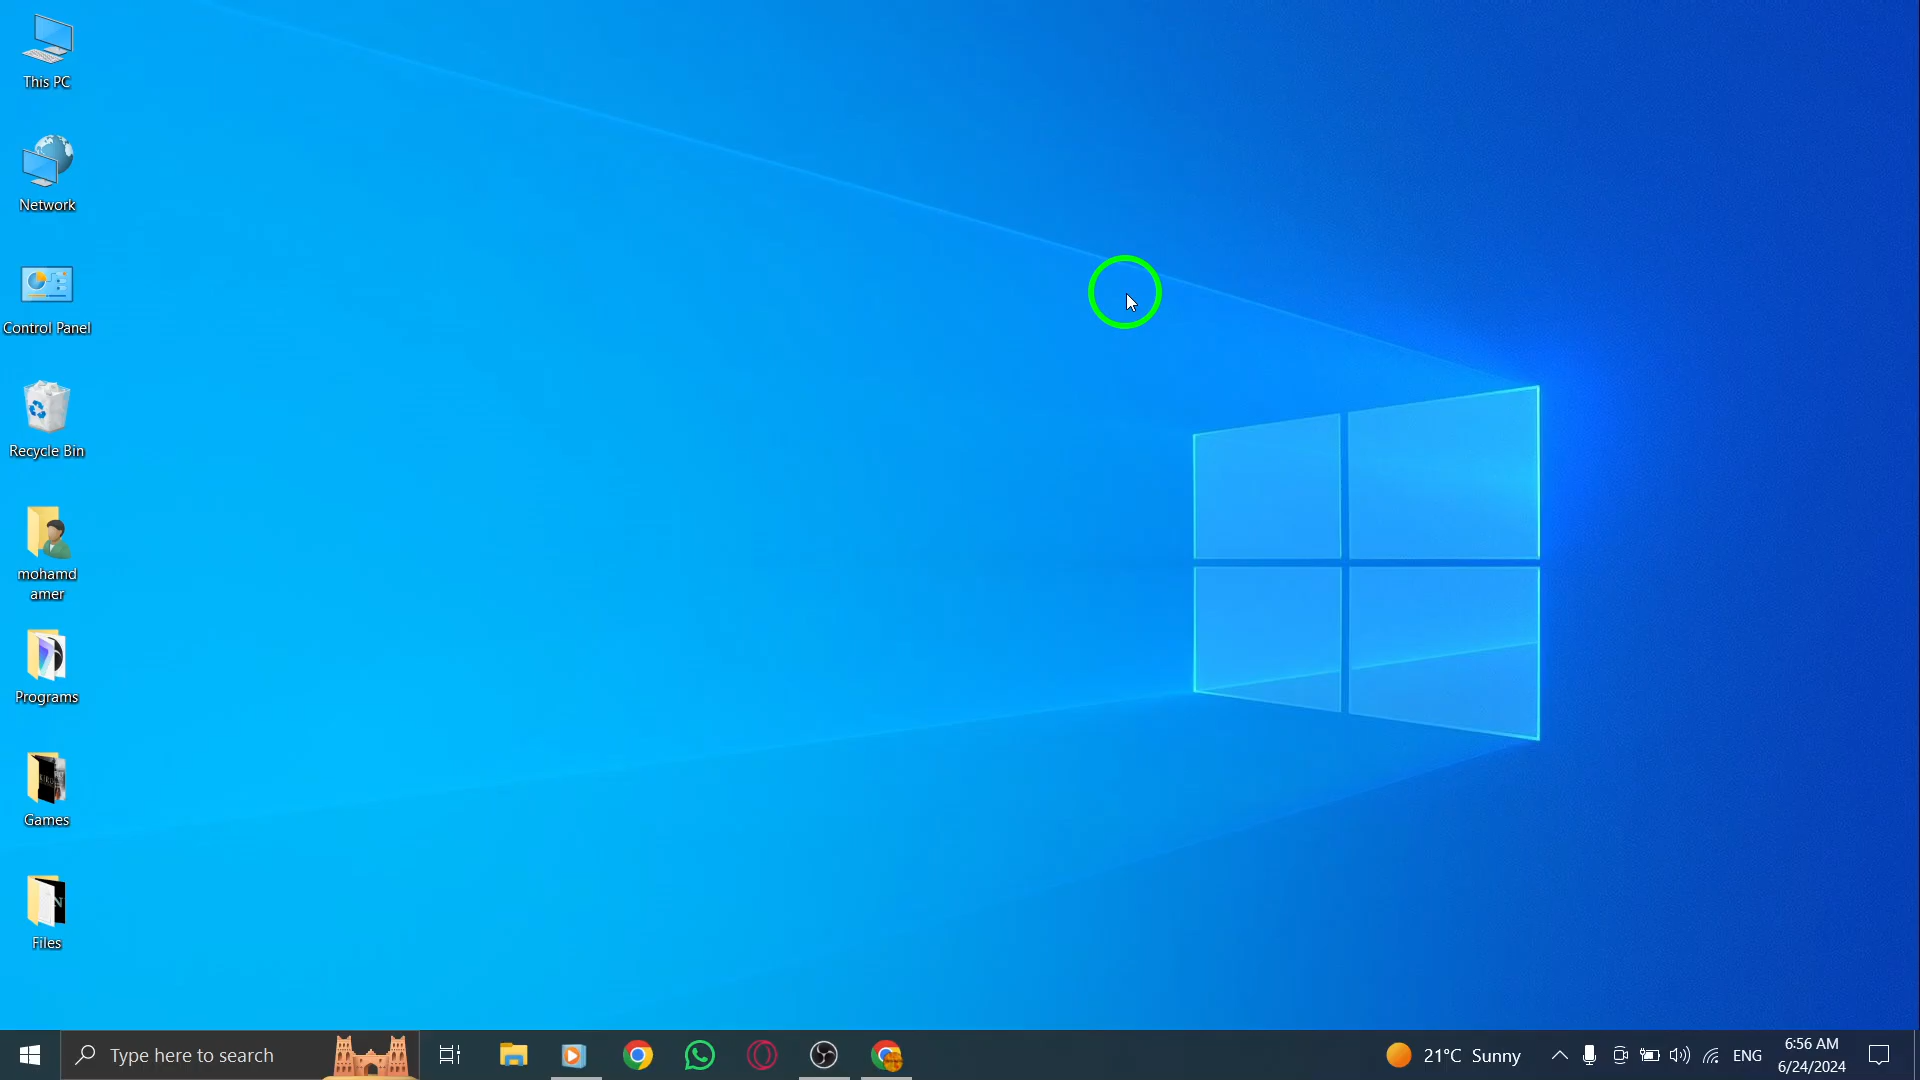 This PC
Network
Control Panel
Recycle Bin
mohamd
amer
Programs
Games
Files
Type here to search
21°C Sunny
ENG
6:56 AM
6/24/2024